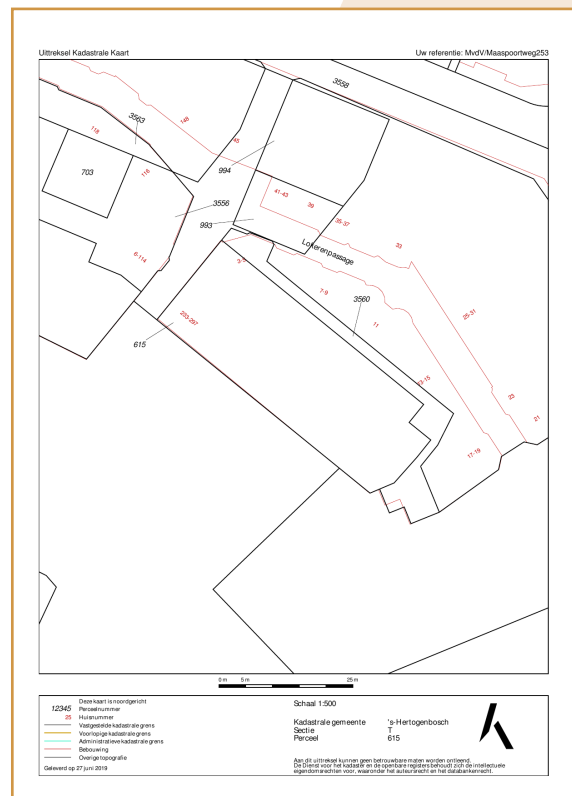 Uittreksel Kadastrale Kaart
Uw referentie: MvdV/Maaspoortweg253
3558
3563
148
118
45
994
703
116
41-43
39
3556
35-37
993
33
Lokerenpassage
6-114
7-9
3560
25-31
233-297
11
615
13-15
23
21
17-19
0 m 5 m 25 m
Deze kaart is noordgericht
12345 Perceelnummer
25 Huisnummer
Vastgestelde kadastrale grens
Voorlopige kadastrale grens
Administratieve kadastrale grens
Bebouwing
Overige topografie
Geleverd op 27 juni 2019
Schaal 1:500
Kadastrale gemeente 's-Hertogenbosch
Sectie T
Perceel 615
Aan dit uittreksel kunnen geen betrouwbare maten worden ontleend.
De Dienst voor het kadaster en de openbare registers behoudt zich de intellectuele
eigendomsrechten voor, waaronder het auteursrecht en het databankenrecht.